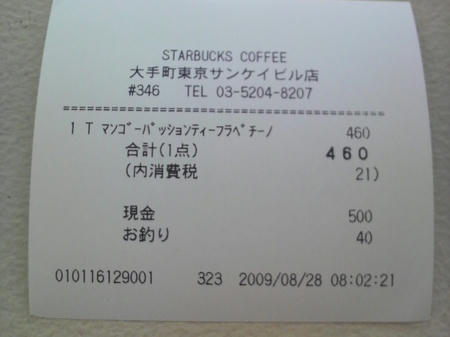 STARBUCKS COFFEE
大手町東京サンケイビル店
#346 TEL 03-5204-8207
================================
1 T ﾏﾝｺﾞｰﾊﾟｯｼｮﾝﾃｨｰﾌﾗﾍﾟﾁｰﾉ 460
合計(1点) 460
(内消費税 21)
現金 500
お釣り 40
010116129001 323 2009/08/28 08:02:21